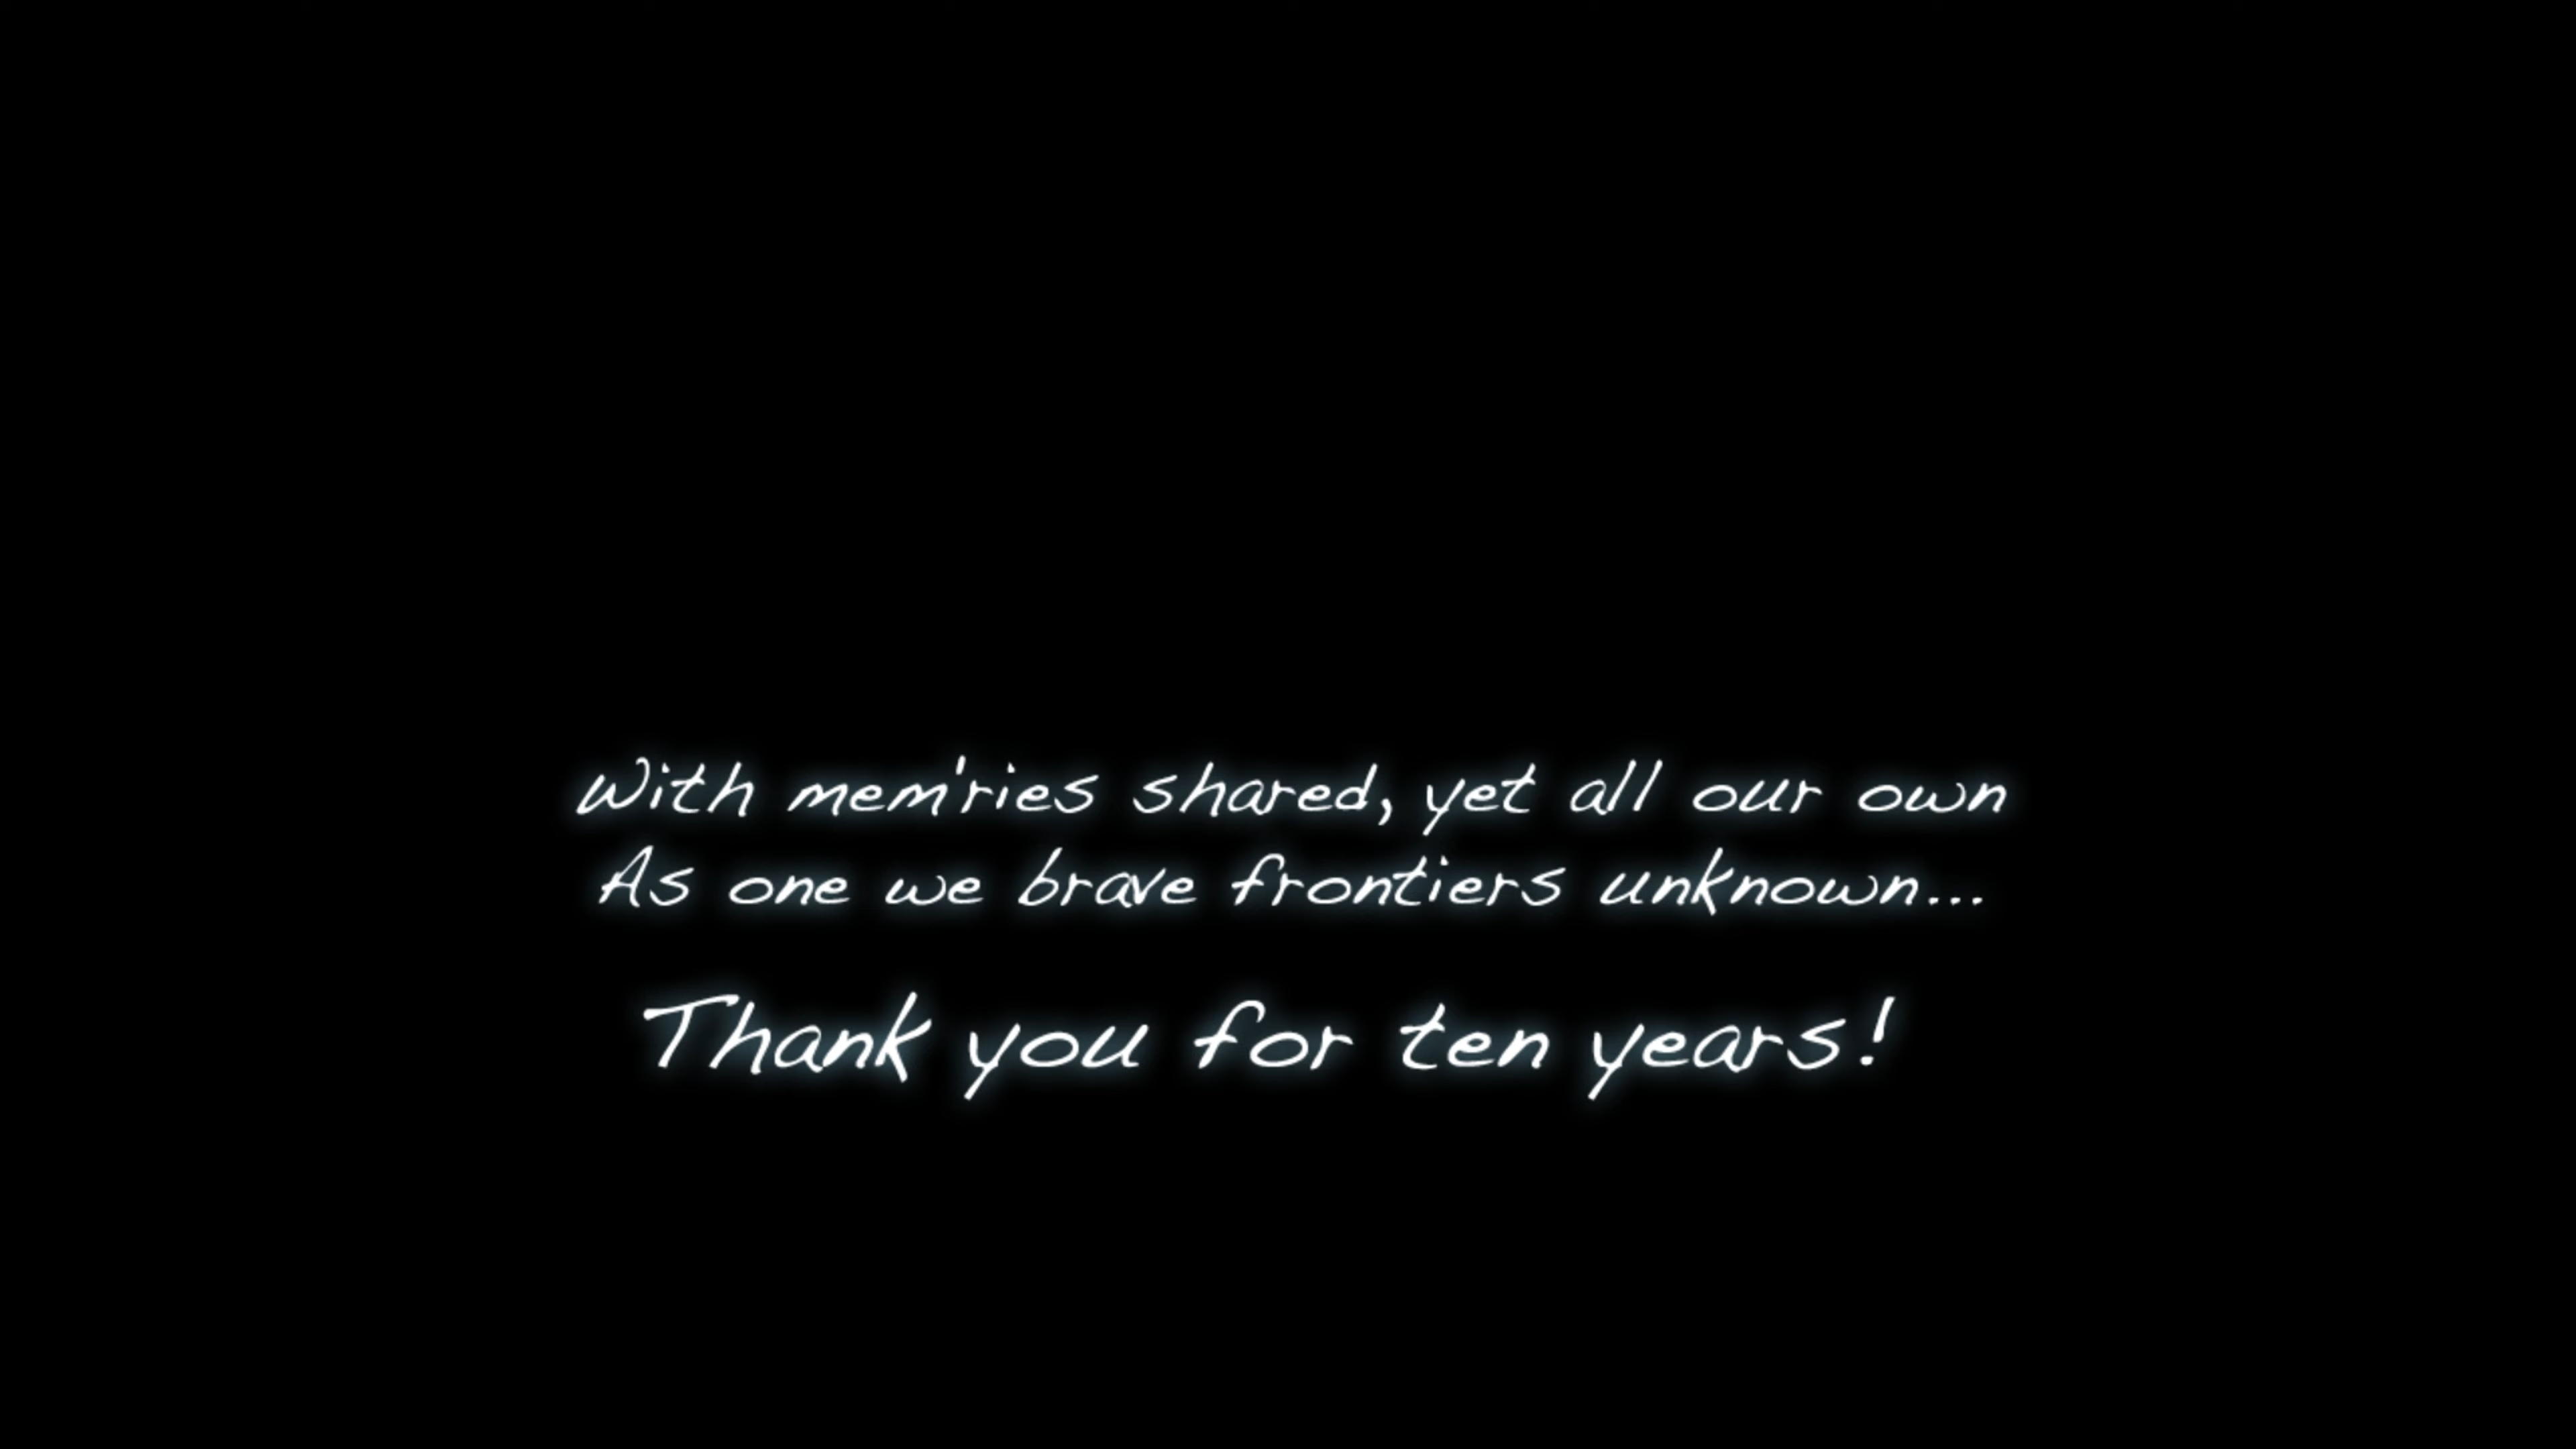 With mem'ries shared, yet all our own
As one we brave frontiers unknown...
Thank you for ten years!